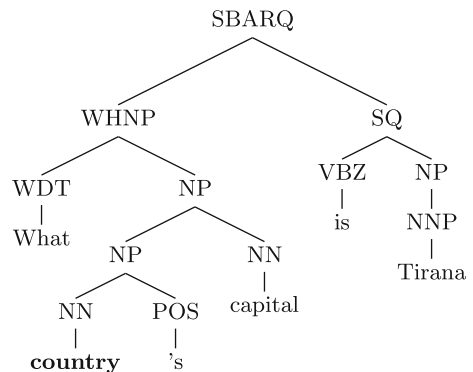 SBARQ
WHNP SQ
WDT NP VBZ NP
What is NNP
NP NN Tirana
NN POS capital
country 's